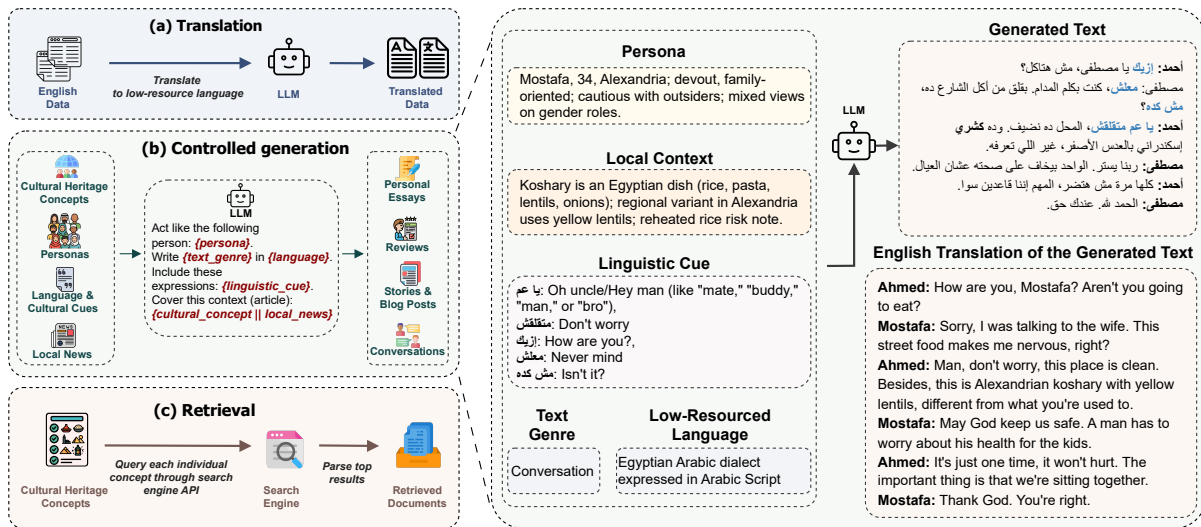 (a) Translation
English
Data
Translate
to low-resource language
LLM
Translated
Data
(b) Controlled generation
Cultural Heritage
Concepts
Personas
Language &
Cultural Cues
NEWS
Local News
LLM
Act like the following
person: {persona}.
Write {text_genre} in {language}.
Include these
expressions: {linguistic_cue}.
Cover this context (article):
{cultural_concept || local_news}
Personal
Essays
Reviews
Stories &
Blog Posts
Conversations
(c) Retrieval
Cultural Heritage
Concepts
Query each individual
concept through search
engine API
Search
Engine
Parse top
results
Retrieved
Documents
Persona
Mostafa, 34, Alexandria; devout, family-
oriented; cautious with outsiders; mixed views
on gender roles.
Local Context
Koshary is an Egyptian dish (rice, pasta,
lentils, onions); regional variant in Alexandria
uses yellow lentils; reheated rice risk note.
Linguistic Cue
يا عم: Oh uncle/Hey man (like "mate," "buddy,"
"man," or "bro"),
متقلقش: Don't worry
إزيك: How are you?,
معلش: Never mind
مش كده: Isn't it?
Text
Genre
Conversation
Low-Resourced
Language
Egyptian Arabic dialect
expressed in Arabic Script
LLM
Generated Text
أحمد: إزيك يا مصطفى، مش هتاكل؟
مصطفى: معلش، كنت بكلم المدام. بقلق من أكل الشارع ده،
مش كده؟
أحمد: يا عم متقلقش، المحل ده نضيف. وده كشري
إسكندراني بالعدس الأصفر، غير اللي تعرفه.
مصطفى: ربنا يستر. الواحد بيخاف على صحته عشان العيال.
أحمد: كلها مرة مش هتضر، المهم إننا قاعدين سوا.
مصطفى: الحمد لله. عندك حق.
English Translation of the Generated Text
Ahmed: How are you, Mostafa? Aren't you going
to eat?
Mostafa: Sorry, I was talking to the wife. This
street food makes me nervous, right?
Ahmed: Man, don't worry, this place is clean.
Besides, this is Alexandrian koshary with yellow
lentils, different from what you're used to.
Mostafa: May God keep us safe. A man has to
worry about his health for the kids.
Ahmed: It's just one time, it won't hurt. The
important thing is that we're sitting together.
Mostafa: Thank God. You're right.